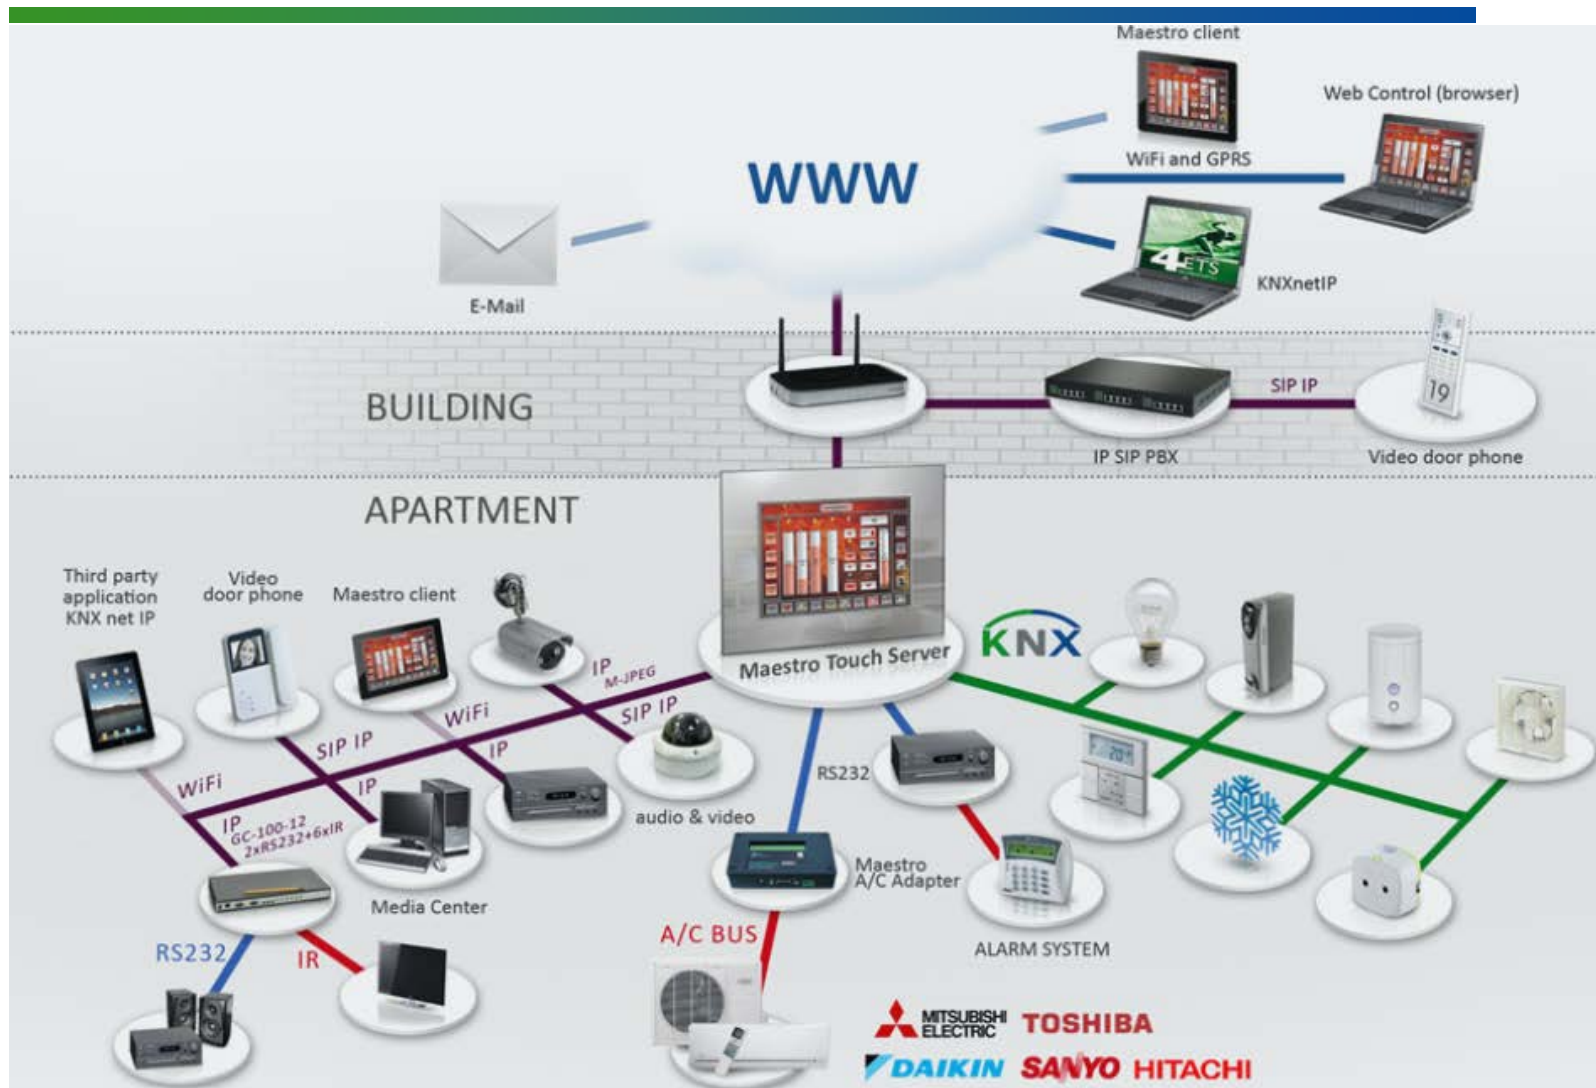 Maestro client
Web Control (browser)
WWW
WiFi and GPRS
4
ETS
KNXnetIP
E-Mail
BUILDING
SIP IP
19
IP SIP PBX
Video door phone
APARTMENT
Third party
application
KNX net IP
Video
door phone
Maestro client
KNX
Maestro Touch Server
IP
M-JPEG
SIP IP
WiFi
IP
SIP IP
IP
WiFi
IP
GC-100-12
2xRS232+6xIR
RS232
audio & video
Maestro
A/C Adapter
Media Center
A/C BUS
ALARM SYSTEM
RS232
IR
MITSUBISHI
ELECTRIC
TOSHIBA
DAIKIN
SANYO
HITACHI